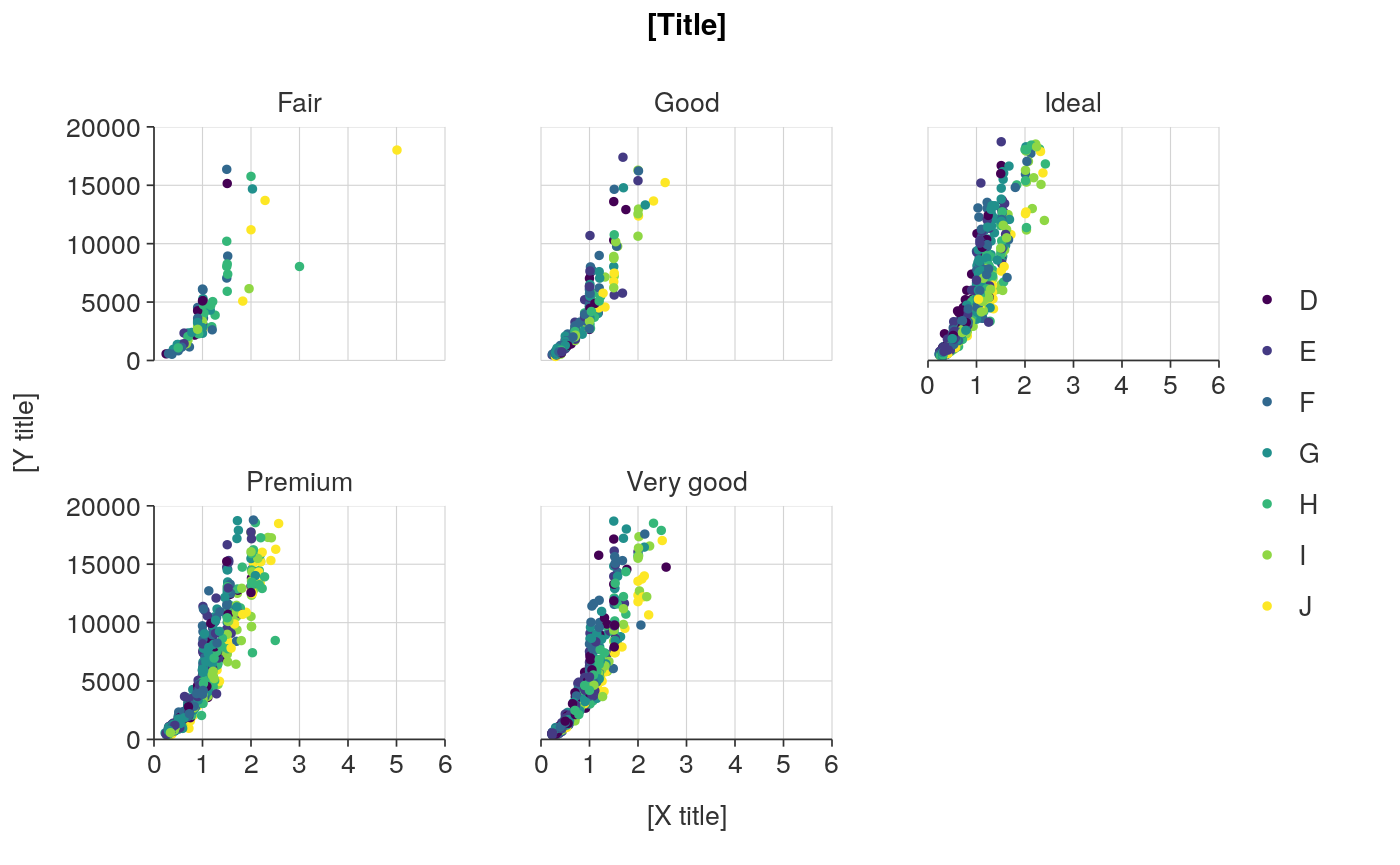 [Title]
Fair
Good
Ideal
20000
15000
10000
5000
0
0 1 2 3 4 5 6
D
E
F
G
H
I
J
[Y title]
Premium
Very good
20000
15000
10000
5000
0
0 1 2 3 4 5 6
0 1 2 3 4 5 6
[X title]